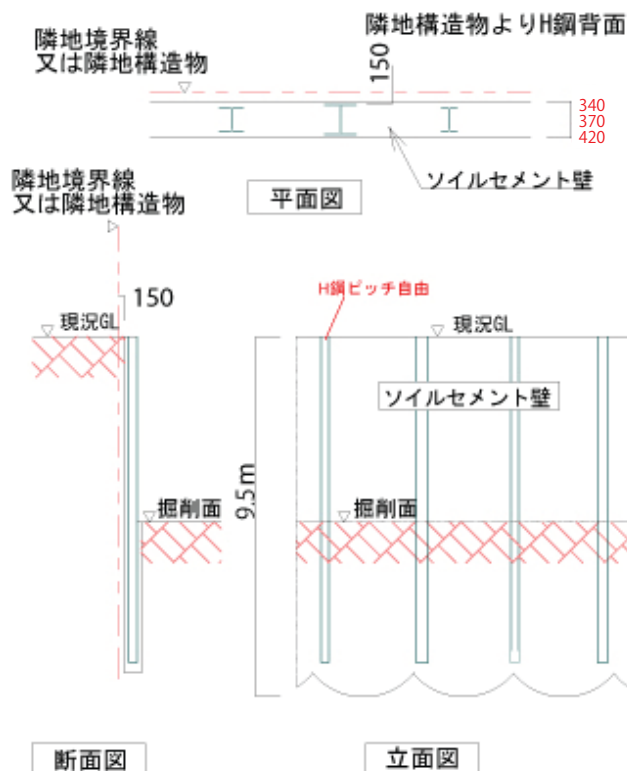 隣地構造物よりH鋼背面
隣地境界線
又は隣地構造物
150
340
370
420
ソイルセメント壁
平面図
隣地境界線
又は隣地構造物
150
現況GL
H鋼ピッチ自由
現況GL
ソイルセメント壁
9.5m
掘削面
掘削面
断面図
立面図